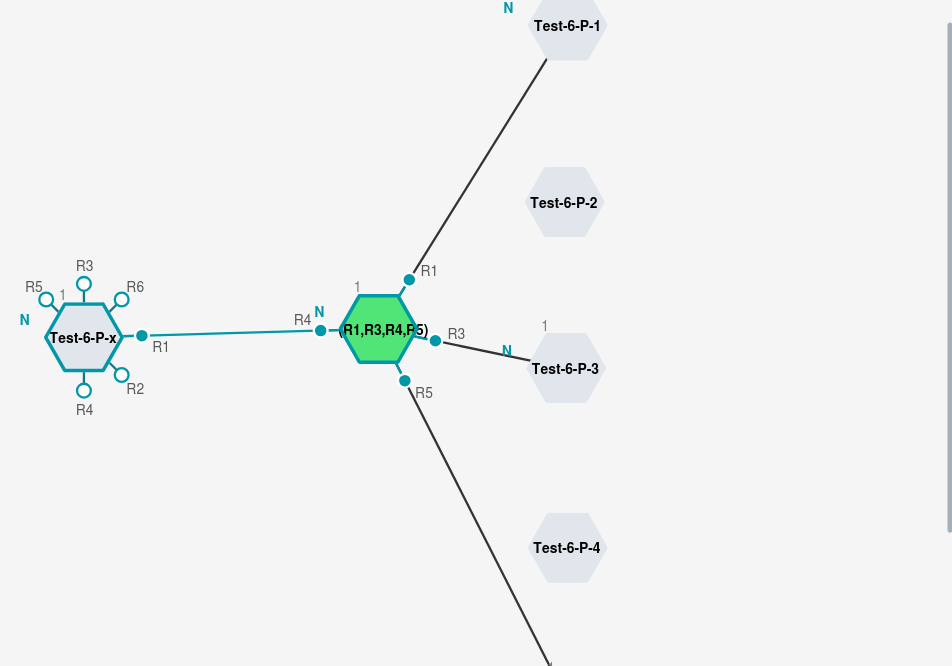 N
Test-6-P-1
Test-6-P-2
R3
R5
1
R6
N
Test-6-P-x
R1
R4
R2
1
R1
N
R4
(R1,R3,R4,R5)
R3
R5
1
N
Test-6-P-3
Test-6-P-4